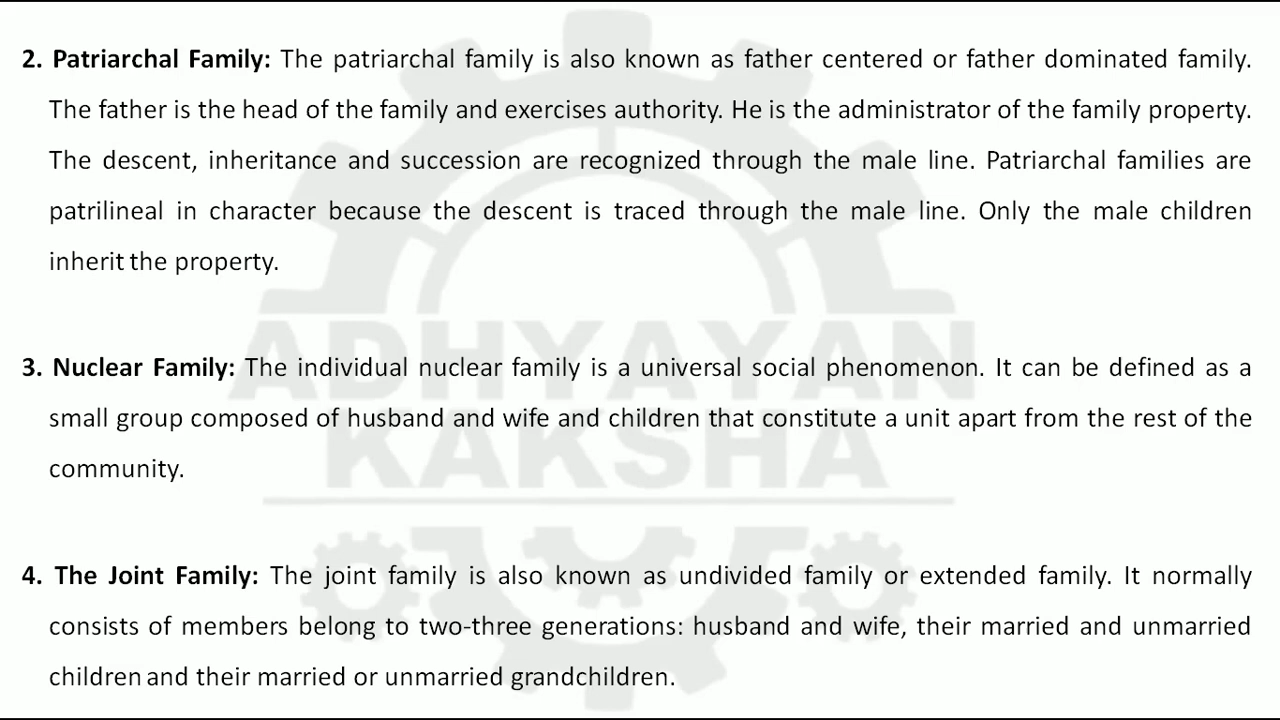 2. Patriarchal Family: The patriarchal family is also known as father centered or father dominated family.
The father is the head of the family and exercises authority. He is the administrator of the family property.
The descent, inheritance and succession are recognized through the male line. Patriarchal families are
patrilineal in character because the descent is traced through the male line. Only the male children
inherit the property.
ADHYAYAN
3. Nuclear Family: The individual nuclear family is a universal social phenomenon. It can be defined as a
small group composed of husband and wife and children that constitute a unit apart from the rest of the
KAKSHA
community.
4. The Joint Family: The joint family is also known as undivided family or extended family. It normally
consists of members belong to two-three generations: husband and wife, their married and unmarried
children and their married or unmarried grandchildren.